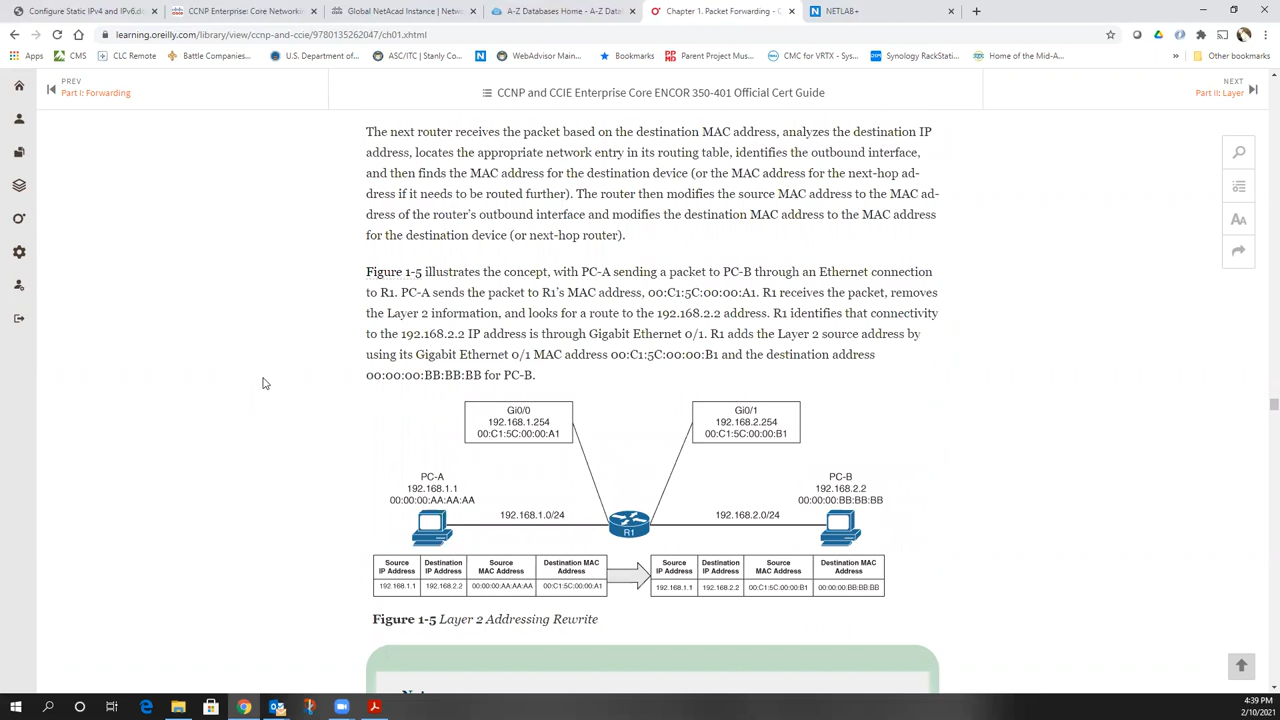 Configure Static IPv4 and IPv6.do
CCNP Enterprise: Core Networkin
Global NetAcad Instance | Netwo
A-Z Databases Home - A-Z Datab
Chapter 1. Packet Forwarding - C
NETLAB+
learning.oreilly.com/library/view/ccnp-and-ccie/9780135262047/ch01.xhtml
Apps
CMS
CLC Remote
Battle Companies...
U.S. Department of...
ASC/ITC | Stanly Co...
WebAdvisor Main...
Bookmarks
Parent Project Mus...
CMC for VRTX - Sys...
Synology RackStati...
Home of the Mid-A...
»
Other bookmarks
PREV
Part I: Forwarding
CCNP and CCIE Enterprise Core ENCOR 350-401 Official Cert Guide
NEXT
Part II: Layer
The next router receives the packet based on the destination MAC address, analyzes the destination IP
address, locates the appropriate network entry in its routing table, identifies the outbound interface,
and then finds the MAC address for the destination device (or the MAC address for the next-hop ad-
dress if it needs to be routed further). The router then modifies the source MAC address to the MAC ad-
dress of the router's outbound interface and modifies the destination MAC address to the MAC address
for the destination device (or next-hop router).
Figure 1-5 illustrates the concept, with PC-A sending a packet to PC-B through an Ethernet connection
to R1. PC-A sends the packet to R1's MAC address, 00:C1:5C:00:00:A1. R1 receives the packet, removes
the Layer 2 information, and looks for a route to the 192.168.2.2 address. R1 identifies that connectivity
to the 192.168.2.2 IP address is through Gigabit Ethernet 0/1. R1 adds the Layer 2 source address by
using its Gigabit Ethernet 0/1 MAC address 00:C1:5C:00:00:B1 and the destination address
00:00:00:BB:BB:BB for PC-B.
Gi0/0
192.168.1.254
00:C1:5C:00:00:A1
Gi0/1
192.168.2.254
00:C1:5C:00:00:B1
PC-A
192.168.1.1
00:00:00:AA:AA:AA
PC-B
192.168.2.2
00:00:00:BB:BB:BB
192.168.1.0/24
192.168.2.0/24
R1
Source IP Address Destination IP Address Source MAC Address Destination MAC Address
192.168.1.1 192.168.2.2 00:00:00:AA:AA:AA 00:C1:5C:00:00:A1
Source IP Address Destination IP Address Source MAC Address Destination MAC Address
192.168.1.1 192.168.2.2 00:C1:5C:00:00:B1 00:00:00:BB:BB:BB
Figure 1-5 Layer 2 Addressing Rewrite
4:39 PM
2/10/2021